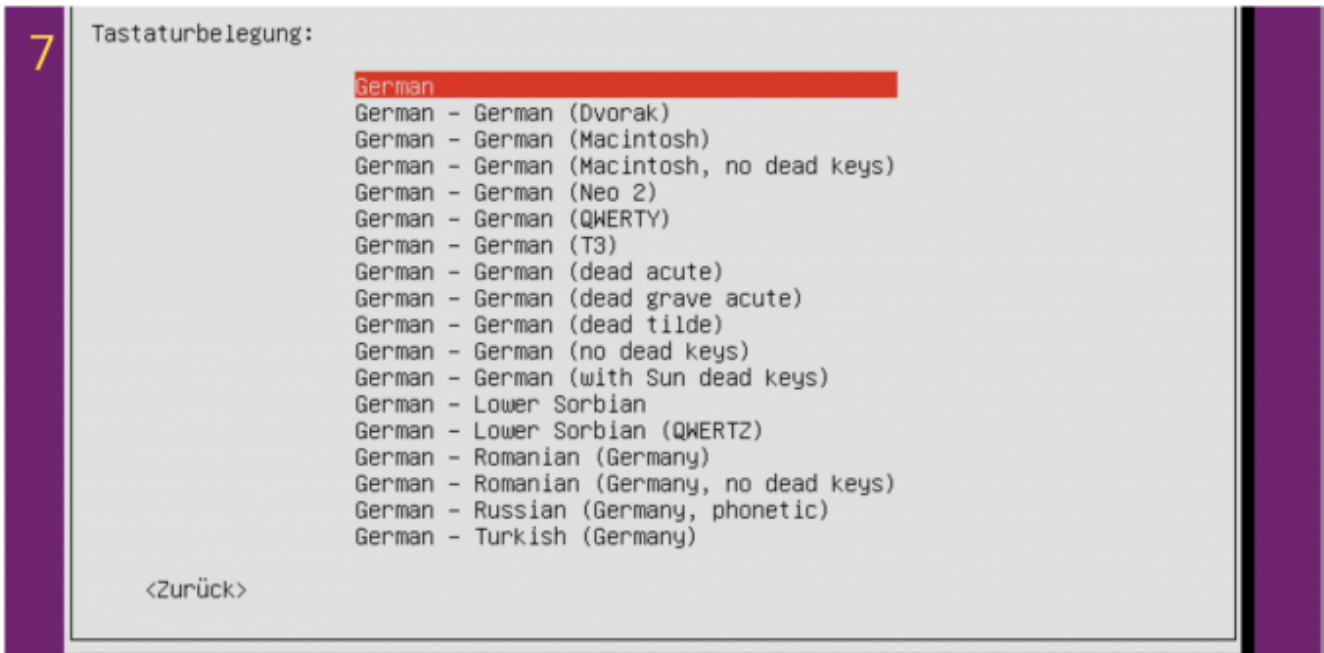 7
Tastaturbelegung:
German
German - German (Dvorak)
German - German (Macintosh)
German - German (Macintosh, no dead keys)
German - German (Neo 2)
German - German (QWERTY)
German - German (T3)
German - German (dead acute)
German - German (dead grave acute)
German - German (dead tilde)
German - German (no dead keys)
German - German (with Sun dead keys)
German - Lower Sorbian
German - Lower Sorbian (QWERTZ)
German - Romanian (Germany)
German - Romanian (Germany, no dead keys)
German - Russian (Germany, phonetic)
German - Turkish (Germany)
<Zurück>